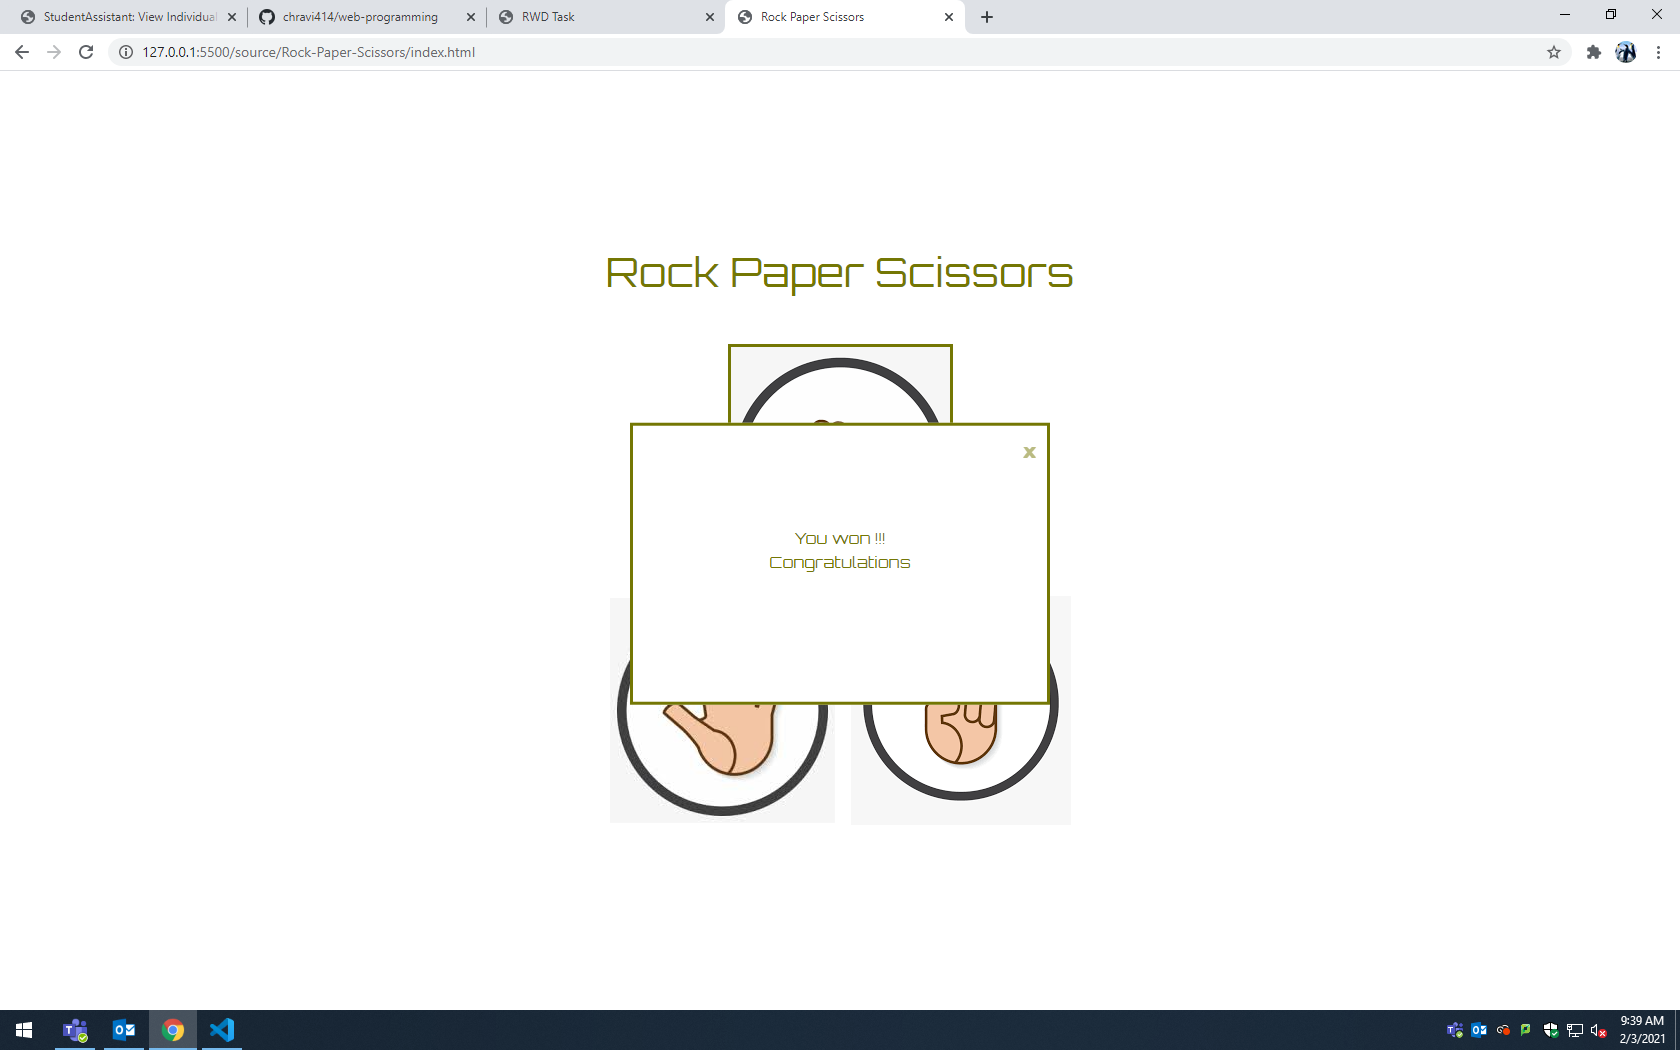 StudentAssistant: View Individual
chravi414/web-programming
RWD Task
Rock Paper Scissors
127.0.0.1:5500/source/Rock-Paper-Scissors/index.html
Rock Paper Scissors
x
You won !!!
Congratulations
9:39 AM
2/3/2021